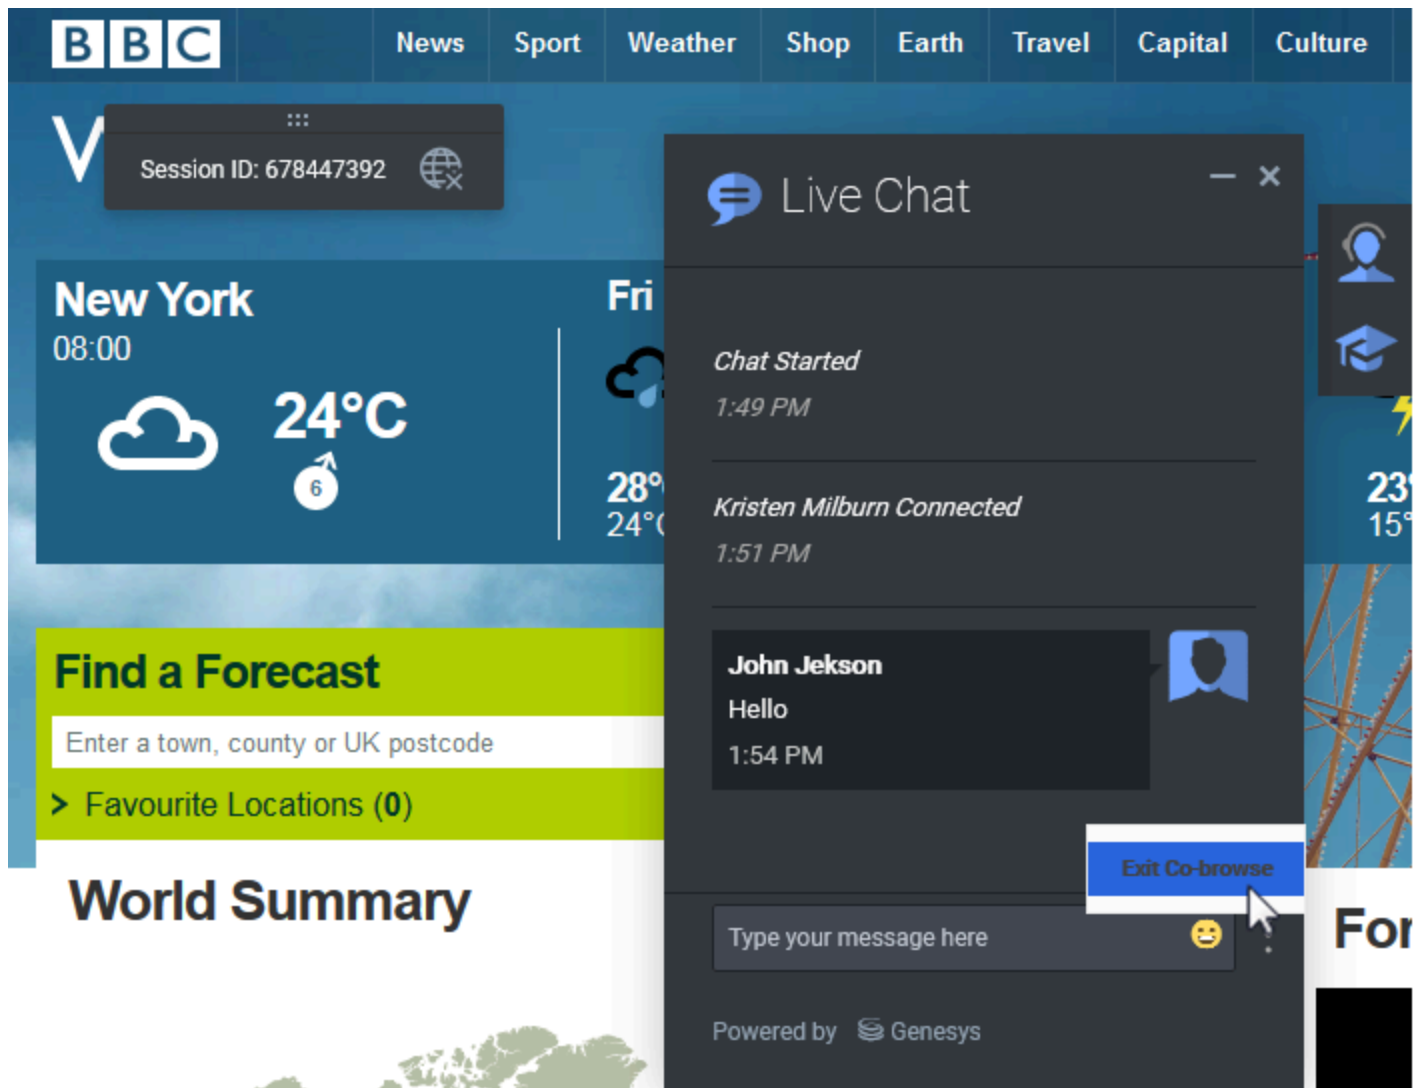 BBC
News Sport Weather Shop Earth Travel Capital Culture
Session ID: 678447392
Live Chat
New York
08:00
24°C
6
Fri
28°
24°
23°
15°
Chat Started
1:49 PM
Kristen Milburn Connected
1:51 PM
John Jekson
Hello
1:54 PM
Find a Forecast
Enter a town, county or UK postcode
> Favourite Locations (0)
Exit Co-browse
World Summary
Type your message here
Powered by Genesys